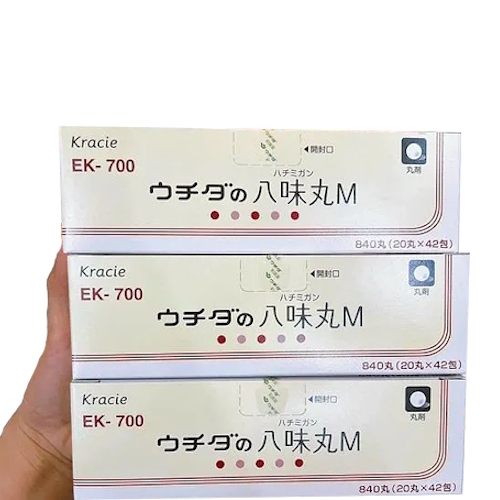 Kracie
EK-700
◀開封口
ハチミガン
ウチダの八味丸M
丸剤
840丸(20丸×42包)
Kracie
EK-700
◀開封口
ハチミガン
ウチダの八味丸M
丸剤
840丸(20丸×42包)
Kracie
EK-700
◀開封口
ハチミガン
ウチダの八味丸M
丸剤
840丸(20丸×42包)